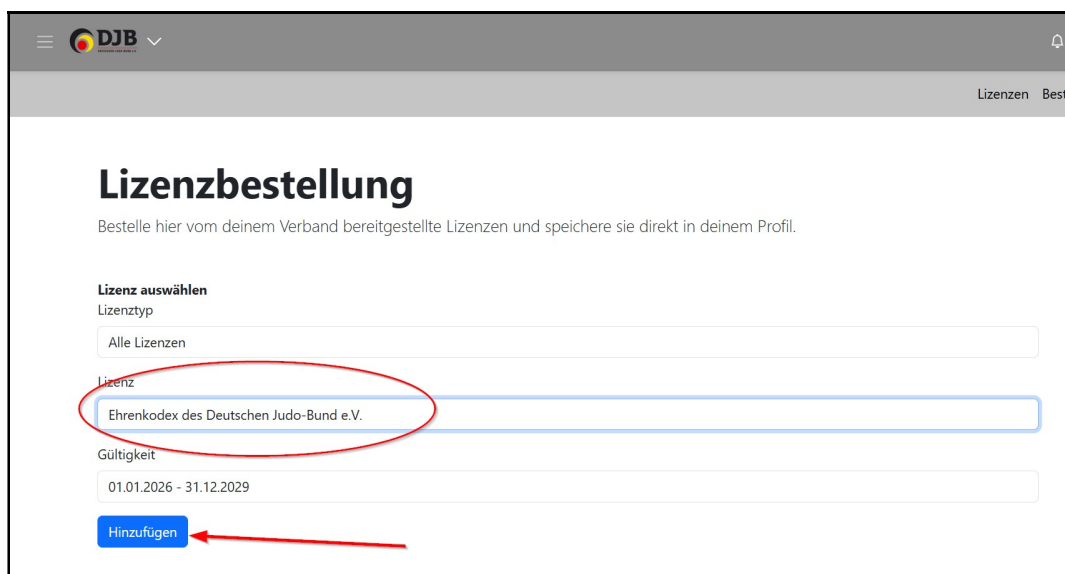 DJB
Lizenzen Best
Lizenzbestellung
Bestelle hier vom deinem Verband bereitgestellte Lizenzen und speichere sie direkt in deinem Profil.
Lizenz auswählen
Lizenztyp
Alle Lizenzen
Lizenz
Ehrenkodex des Deutschen Judo-Bund e.V.
Gültigkeit
01.01.2026 - 31.12.2029
Hinzufügen